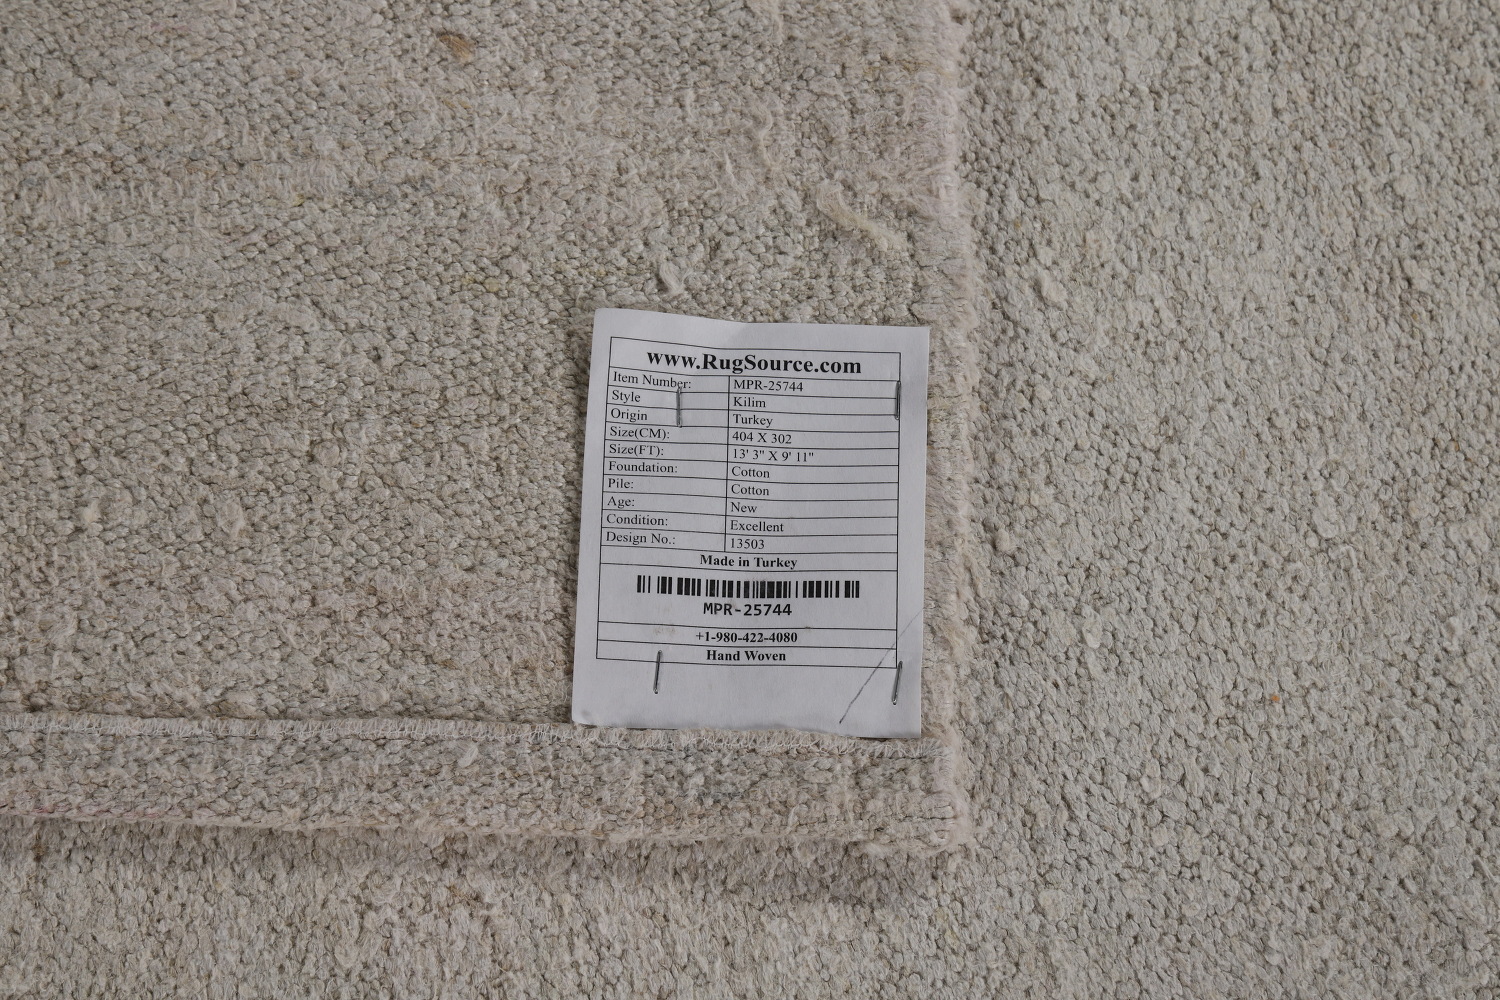 www.RugSource.com
Item Number: MPR-25744
Style Kilim
Origin Turkey
Size(CM): 404 X 302
Size(FT): 13' 3" X 9' 11"
Foundation: Cotton
Pile: Cotton
Age: New
Condition: Excellent
Design No.: 13503
Made in Turkey
MPR-25744
+1-980-422-4080
Hand Woven